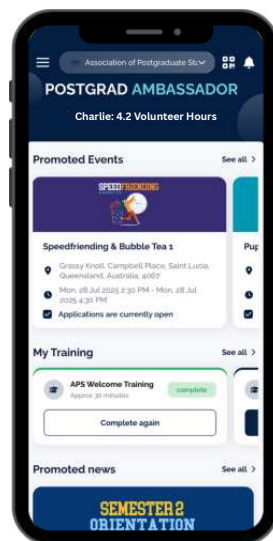 Association of Postgraduate St
POSTGRAD AMBASSADOR
Charlie: 4.2 Volunteer Hours
Promoted Events
See all >
SPEEDFRIENDING
Speedfriending & Bubble Tea 1
Pup
Grassy Knoll, Campbell Place, Saint Lucia,
Queensland, Australia, 4067
Mon, 28 Jul 2025 2:30 PM - Mon, 28 Jul
2025 4:30 PM
Applications are currently open
My Training
See all >
APS Welcome Training
complete
Approx 30 minutes
Complete again
Promoted news
See all >
SEMESTER 2
ORIENTATION